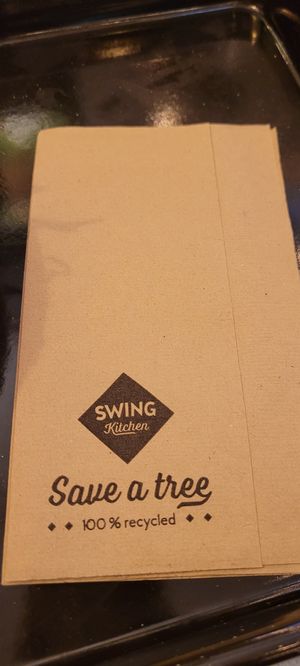 SWING
Kitchen
Save a tree
100% recycled